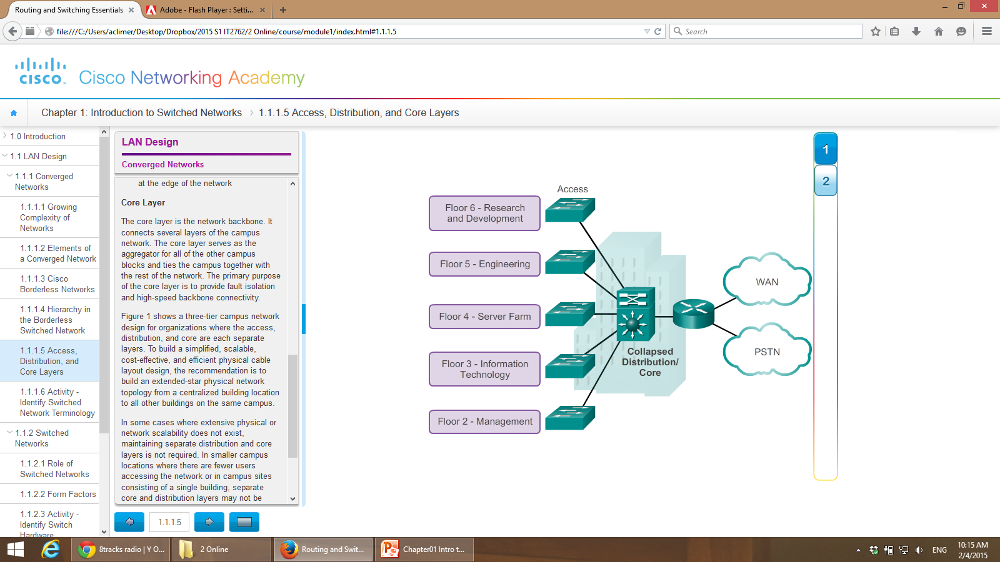 Routing and Switching Essentials
Adobe - Flash Player : Setti...
file:///C:/Users/aclimer/Desktop/Dropbox/2015 S1 IT2762/2 Online/course/module1/index.html#1.1.1.5
Search
CISCO.
Cisco Networking Academy
Chapter 1: Introduction to Switched Networks
1.1.1.5 Access, Distribution, and Core Layers
1.0 Introduction
1.1 LAN Design
1.1.1 Converged
Networks
1.1.1.1 Growing
Complexity of
Networks
1.1.1.2 Elements of
a Converged Network
1.1.1.3 Cisco
Borderless Networks
1.1.1.4 Hierarchy in
the Borderless
Switched Network
1.1.1.5 Access,
Distribution, and
Core Layers
1.1.1.6 Activity -
Identify Switched
Network Terminology
1.1.2 Switched
Networks
1.1.2.1 Role of
Switched Networks
1.1.2.2 Form Factors
1.1.2.3 Activity -
Identify Switch
Hardware
LAN Design
Converged Networks
at the edge of the network
Core Layer
The core layer is the network backbone. It
connects several layers of the campus
network. The core layer serves as the
aggregator for all of the other campus
blocks and ties the campus together with
the rest of the network. The primary purpose
of the core layer is to provide fault isolation
and high-speed backbone connectivity.
Figure 1 shows a three-tier campus network
design for organizations where the access,
distribution, and core are each separate
layers. To build a simplified, scalable,
cost-effective, and efficient physical cable
layout design, the recommendation is to
build an extended-star physical network
topology from a centralized building location
to all other buildings on the same campus.
In some cases where extensive physical or
network scalability does not exist,
maintaining separate distribution and core
layers is not required. In smaller campus
locations where there are fewer users
accessing the network or in campus sites
consisting of a single building, separate
core and distribution layers may not be
1.1.1.5
Access
Floor 6 - Research
and Development
Floor 5 - Engineering
Floor 4 - Server Farm
Floor 3 - Information
Technology
Floor 2 - Management
Collapsed
Distribution/
Core
WAN
PSTN
1
2
8tracks radio | Y O...
2 Online
Routing and Swit...
Chapter01 Intro t...
ENG
10:15 AM
2/4/2015